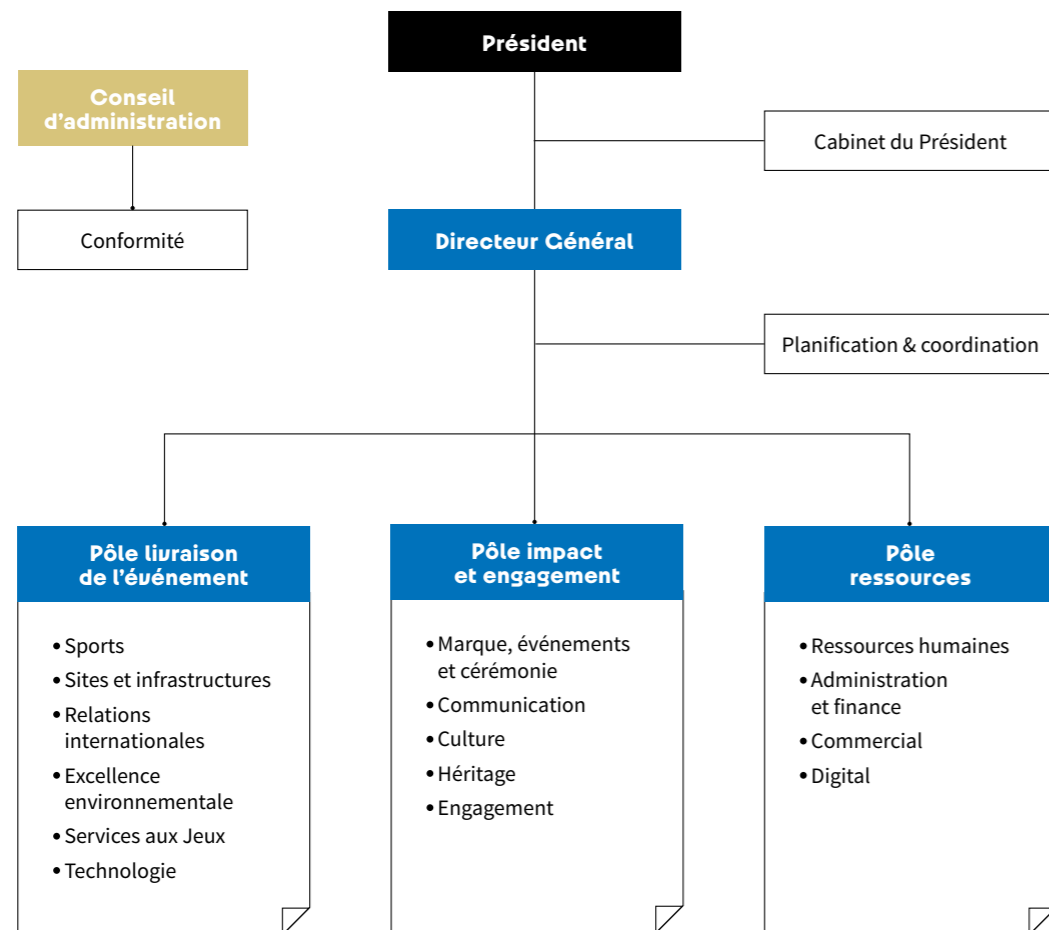 Président
Conseil
d'administration
Cabinet du Président
Conformité
Directeur Général
Planification & coordination
Pôle livraison
de l'événement
• Sports
• Sites et infrastructures
• Relations
internationales
• Excellence
environnementale
• Services aux Jeux
• Technologie
Pôle impact
et engagement
• Marque, événements
et cérémonie
• Communication
• Culture
• Héritage
• Engagement
Pôle
ressources
• Ressources humaines
• Administration
et finance
• Commercial
• Digital